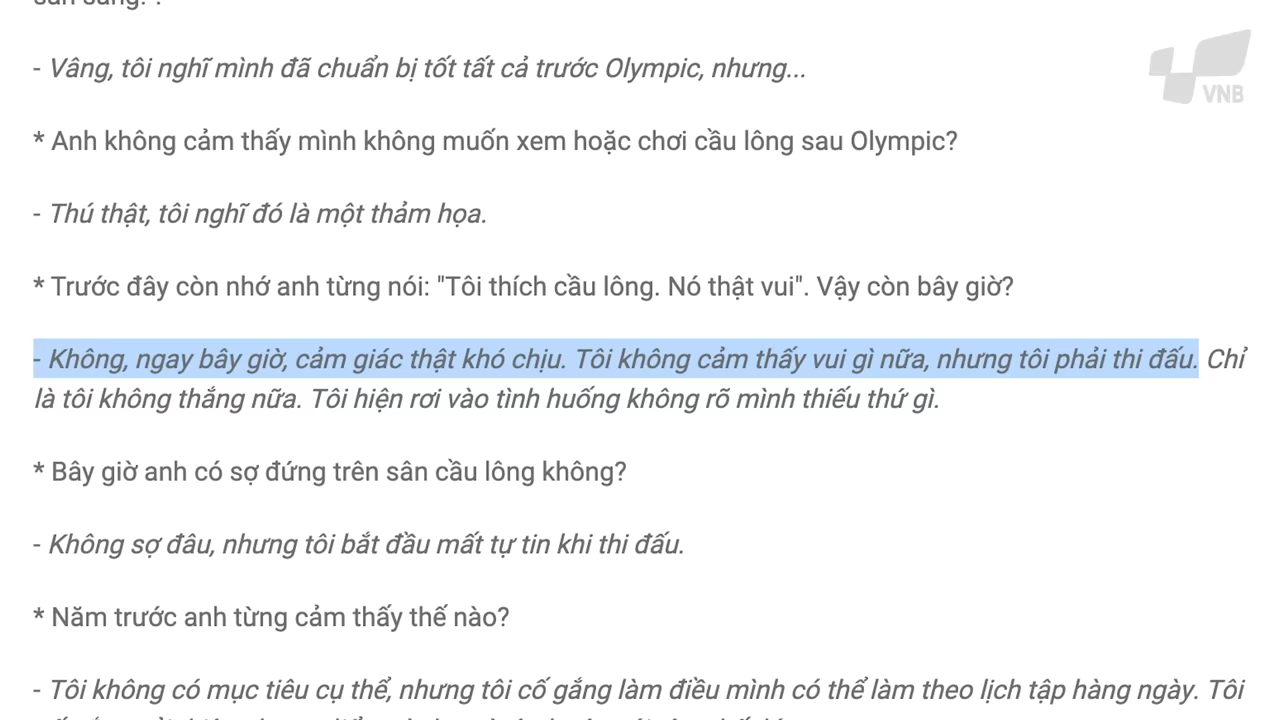 - Vâng, tôi nghĩ mình đã chuẩn bị tốt tất cả trước Olympic, nhưng...
VNB
* Anh không cảm thấy mình không muốn xem hoặc chơi cầu lông sau Olympic?
- Thú thật, tôi nghĩ đó là một thảm họa.
* Trước đây còn nhớ anh từng nói: "Tôi thích cầu lông. Nó thật vui". Vậy còn bây giờ?
- Không, ngay bây giờ, cảm giác thật khó chịu. Tôi không cảm thấy vui gì nữa, nhưng tôi phải thi đấu. Chỉ
là tôi không thắng nữa. Tôi hiện rơi vào tình huống không rõ mình thiếu thứ gì.
* Bây giờ anh có sợ đứng trên sân cầu lông không?
- Không sợ đâu, nhưng tôi bắt đầu mất tự tin khi thi đấu.
* Năm trước anh từng cảm thấy thế nào?
- Tôi không có mục tiêu cụ thể, nhưng tôi cố gắng làm điều mình có thể làm theo lịch tập hàng ngày. Tôi